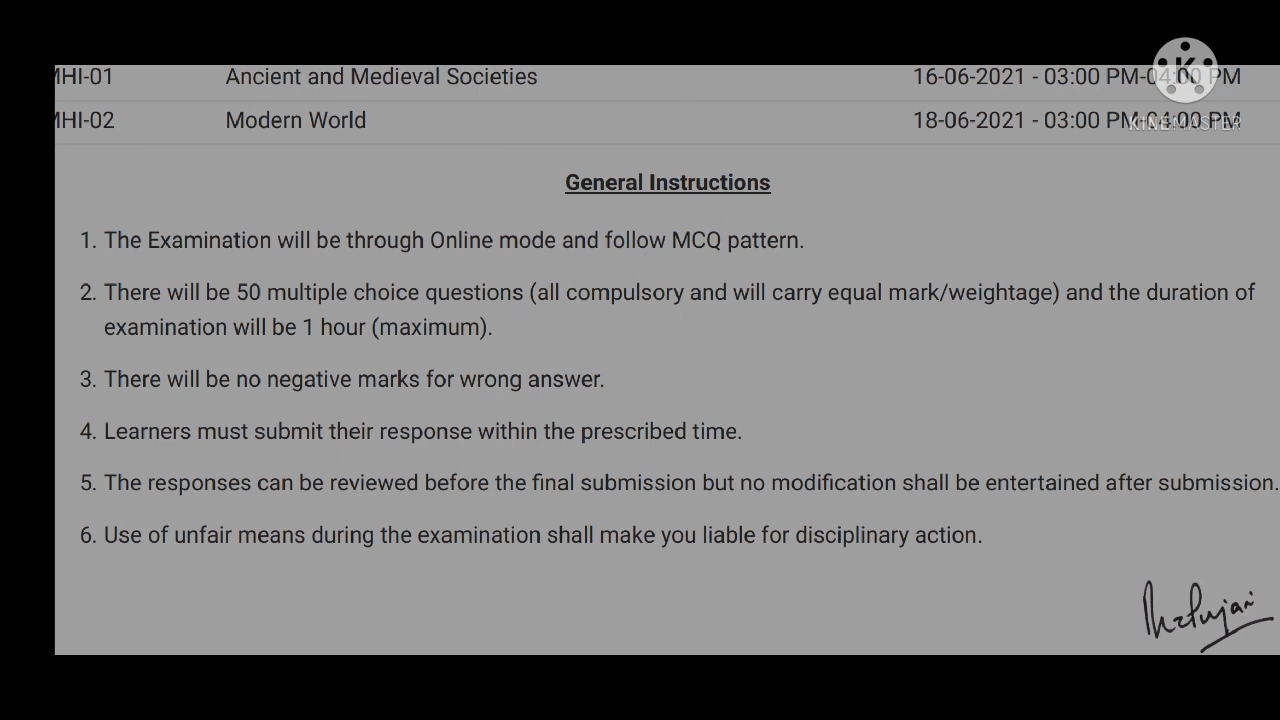 MHI-01 Ancient and Medieval Societies 16-06-2021 - 03:00 PM-04:00 PM
MHI-02 Modern World 18-06-2021 - 03:00 PM-04:00 PM
K
KINEMASTER
General Instructions
1. The Examination will be through Online mode and follow MCQ pattern.
2. There will be 50 multiple choice questions (all compulsory and will carry equal mark/weightage) and the duration of
examination will be 1 hour (maximum).
3. There will be no negative marks for wrong answer.
4. Learners must submit their response within the prescribed time.
5. The responses can be reviewed before the final submission but no modification shall be entertained after submission.
6. Use of unfair means during the examination shall make you liable for disciplinary action.